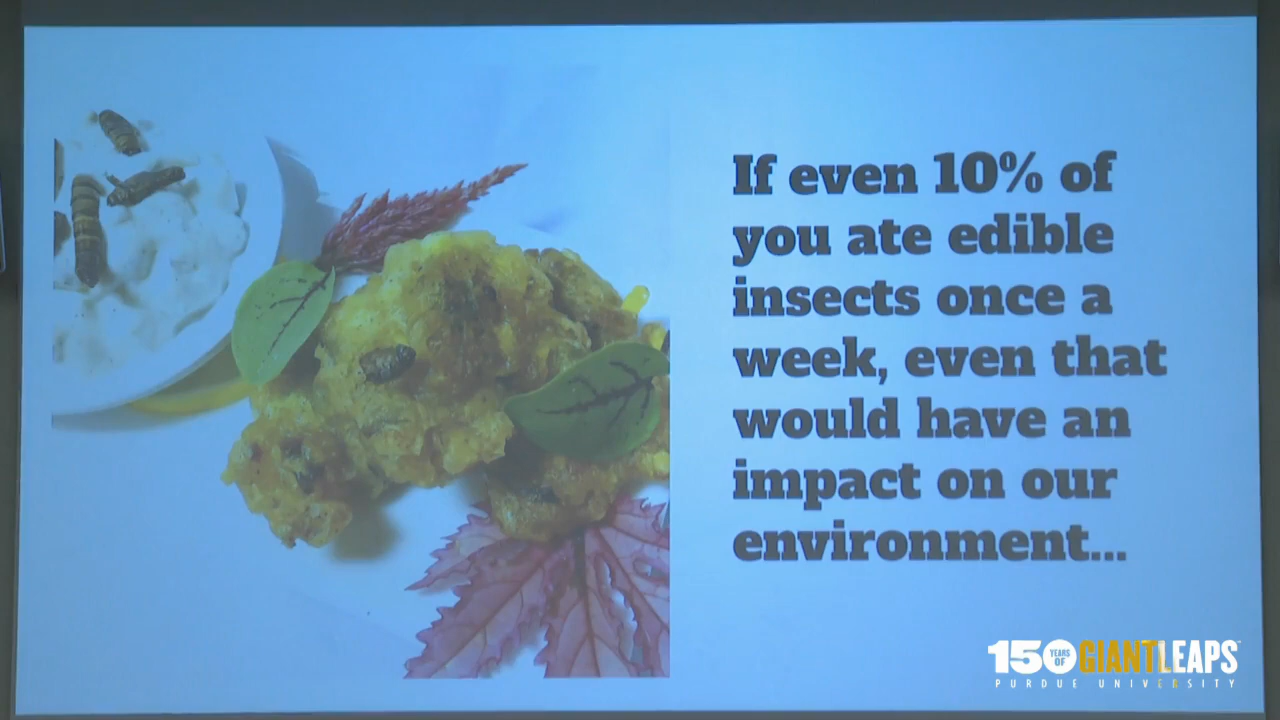 If even 10% of
you ate edible
insects once a
week, even that
would have an
impact on our
environment...
150 YEARS OF GIANT LEAPS™
PURDUE UNIVERSITY